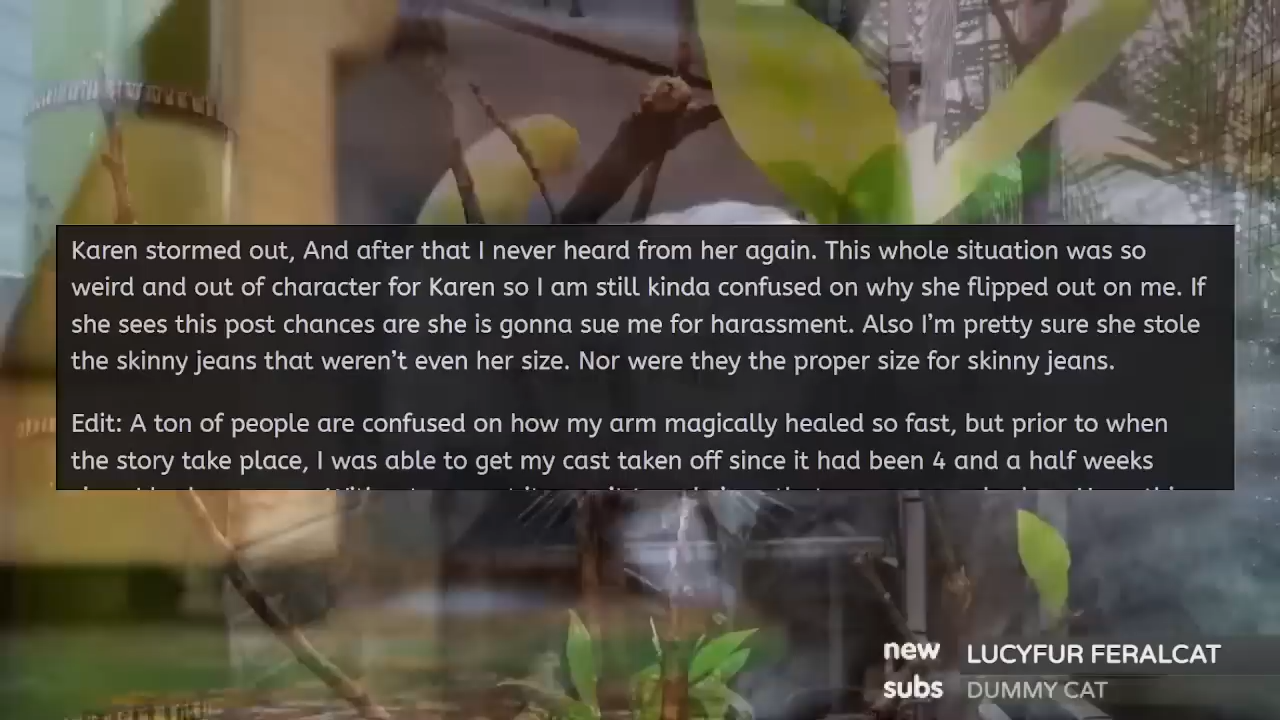 Karen stormed out, And after that I never heard from her again. This whole situation was so
weird and out of character for Karen so I am still kinda confused on why she flipped out on me. If
she sees this post chances are she is gonna sue me for harassment. Also I'm pretty sure she stole
the skinny jeans that weren't even her size. Nor were they the proper size for skinny jeans.
Edit: A ton of people are confused on how my arm magically healed so fast, but prior to when
the story take place, I was able to get my cast taken off since it had been 4 and a half weeks
new
LUCYFUR FERALCAT
subs
DUMMY CAT